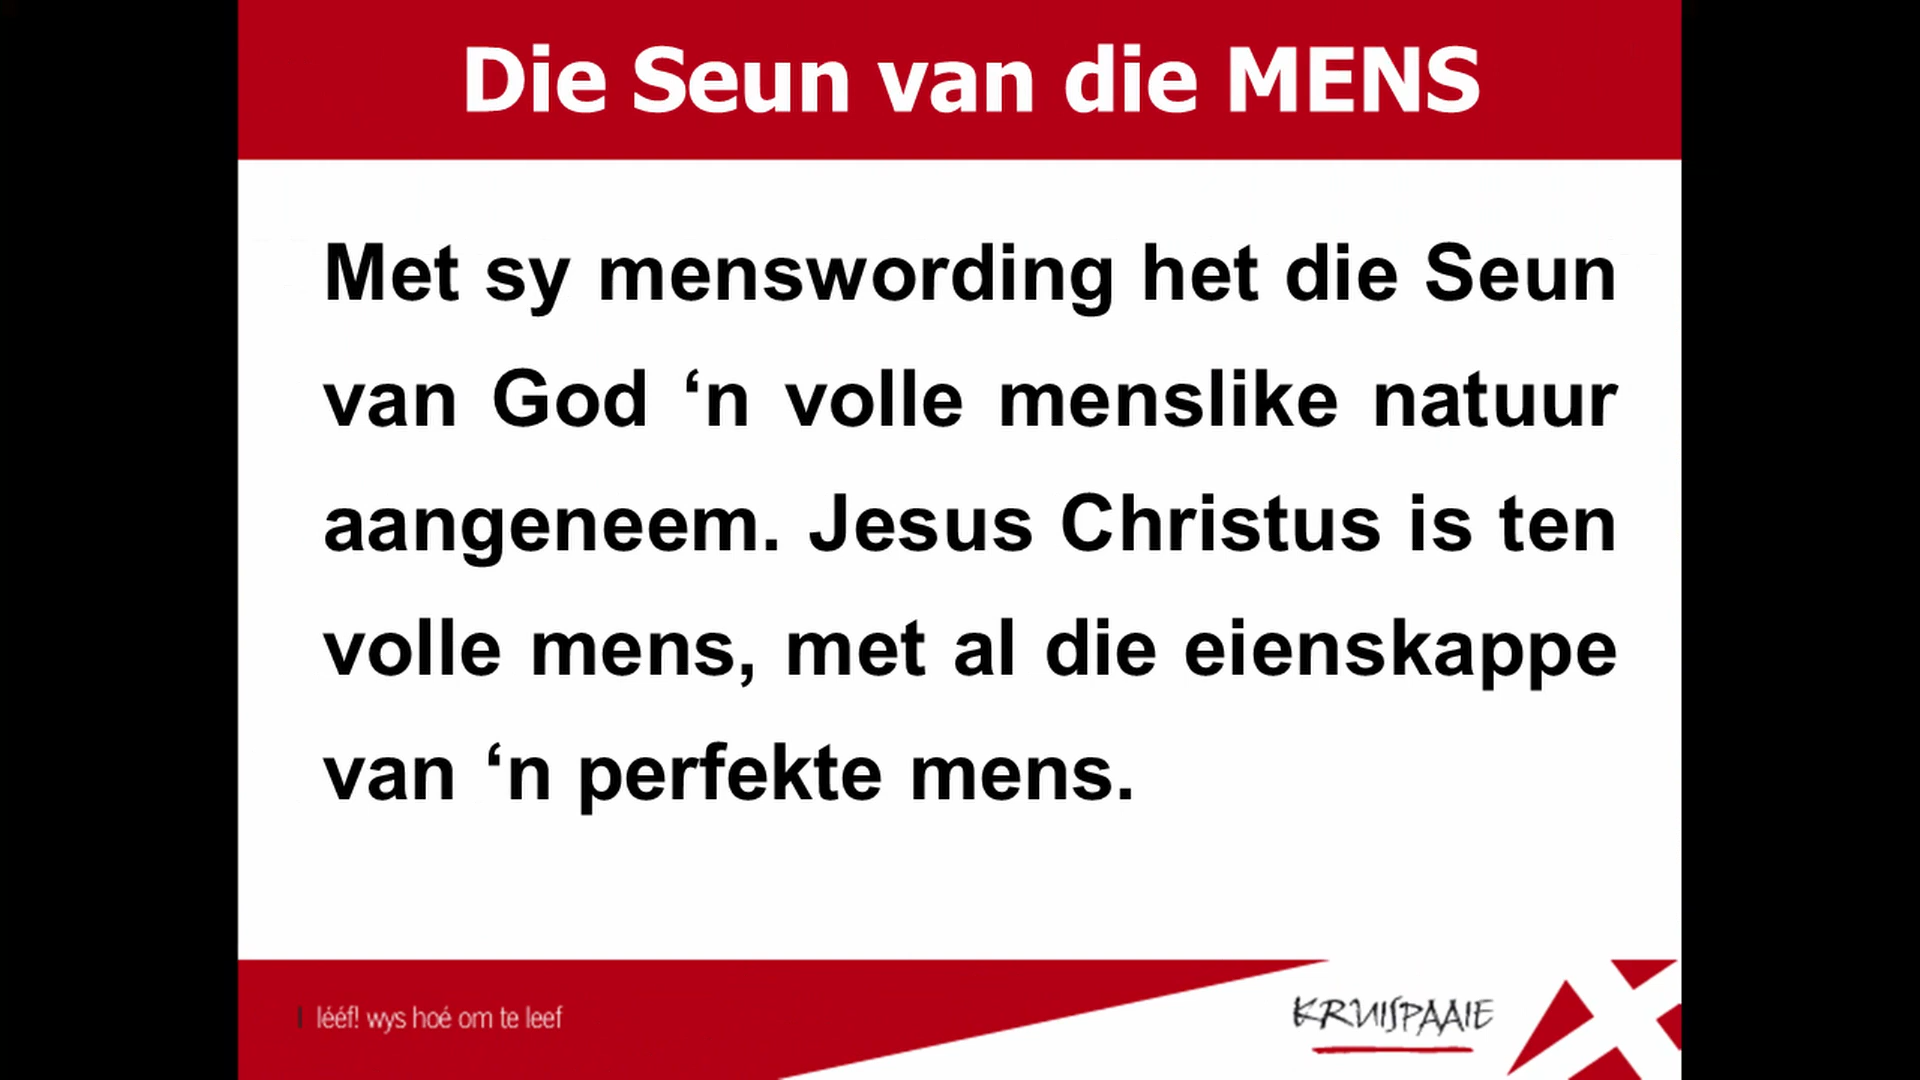 Die Seun van die MENS
Met sy menswording het die Seun
van God ‘n volle menslike natuur
aangeneem. Jesus Christus is ten
volle mens, met al die eienskappe
van ‘n perfekte mens.
| lééf! wys hoé om te leef
KRUISPAAIE